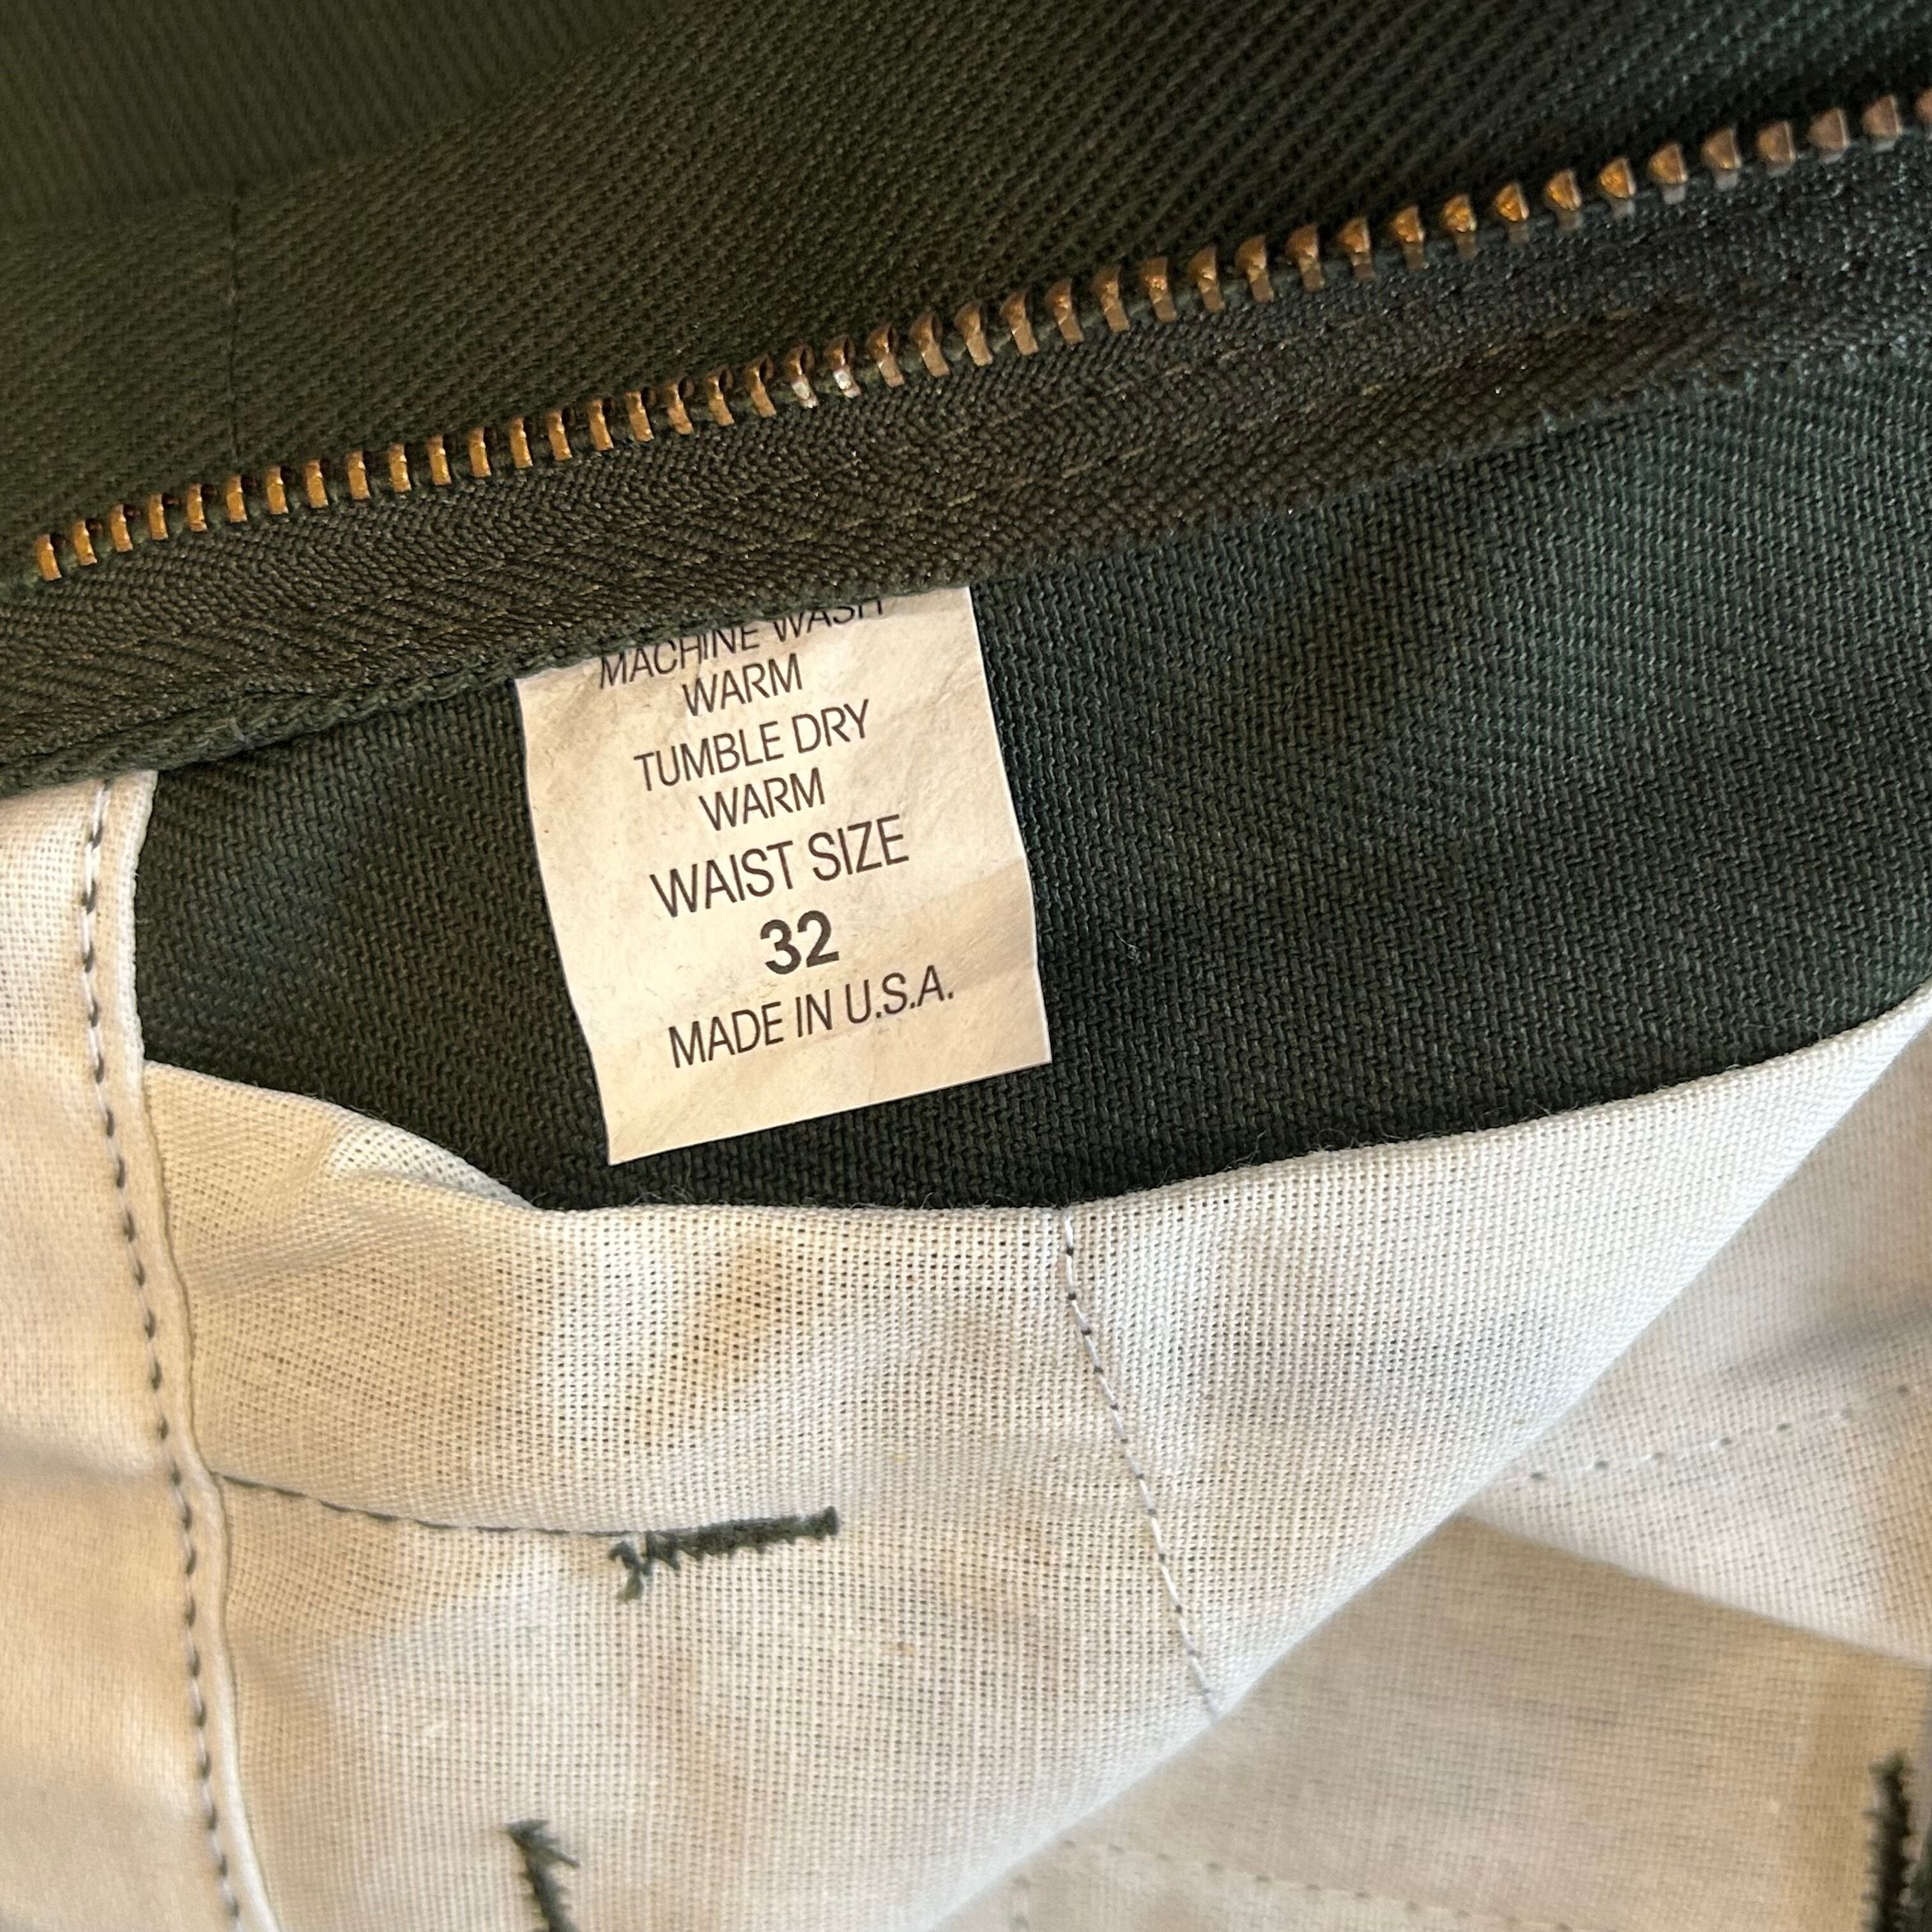 MACHINE WASH
WARM
TUMBLE DRY
WARM
WAIST SIZE
32
MADE IN U.S.A.